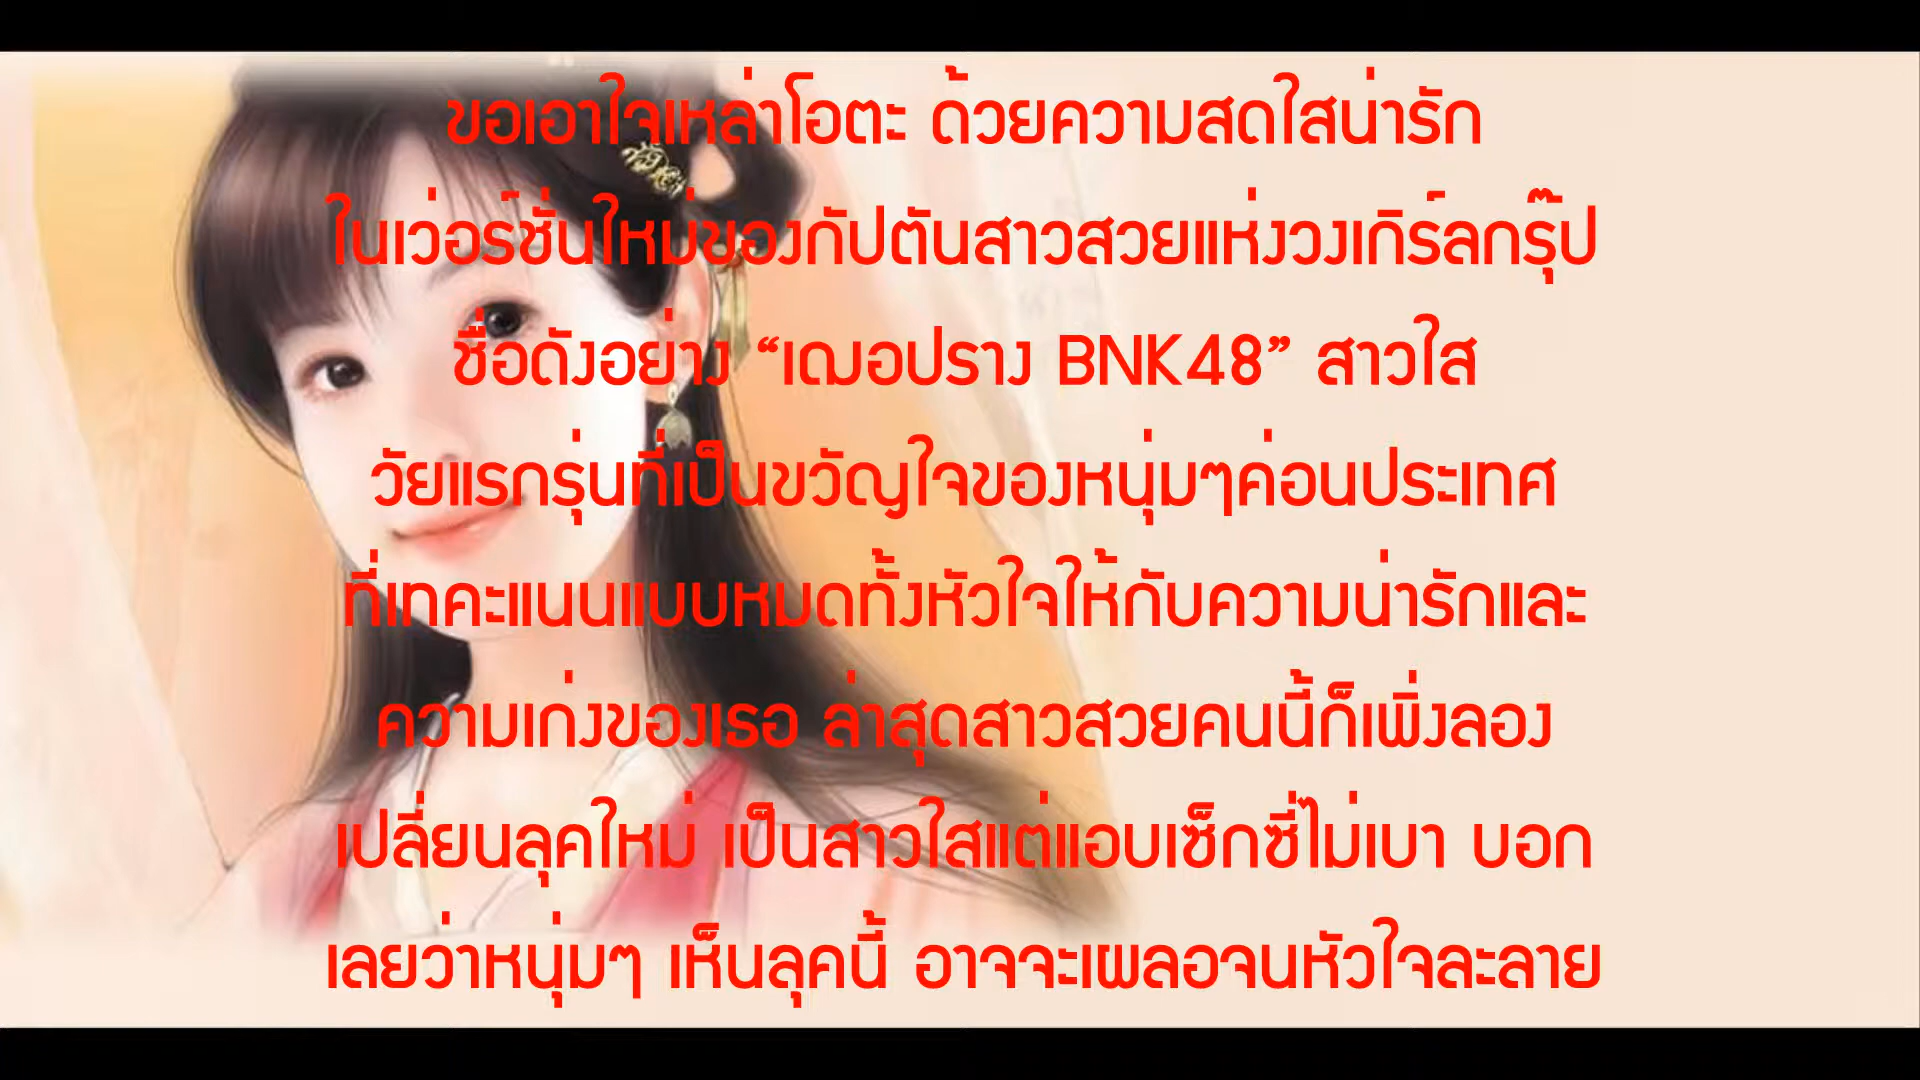 ขอเอาใจเหล่าโอตะ ด้วยความสดใสน่ารัก
ในเว่อร์ชั่นใหม่ของกัปตันสาวสวยแห่งวงเกิร์ลกรุ๊ป
ชื่อดังอย่าง “เฌอปราง BNK48” สาวใส
วัยแรกรุ่นที่เป็นขวัญใจของหนุ่มๆค่อนประเทศ
ที่เทคะแนนแบบหมดทั้งหัวใจให้กับความน่ารักและ
ความเก่งของเธอ ล่าสุดสาวสวยคนนี้ก็เพิ่งลอง
เปลี่ยนลุคใหม่ เป็นสาวใสแต่แอบเซ็กซี่ไม่เบา บอก
เลยว่าหนุ่มๆ เห็นลุคนี้ อาจจะเผลอจนหัวใจละลาย